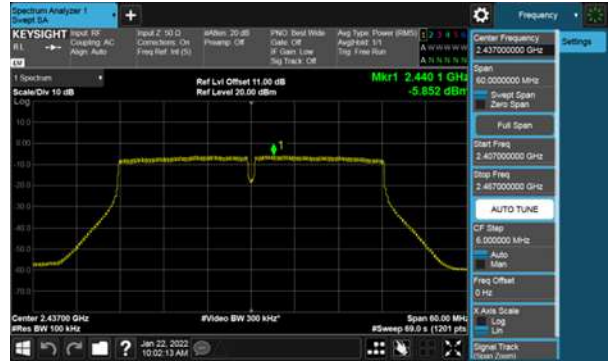 Spectrum Analyzer 1
Swept SA
Frequency
KEYSIGHT
Input: RF
Coupling: AC
Align: Auto
Input Z: 50 Ω
Corrections: On
Freq Ref: Int (S)
#Atten: 20 dB
Preamp: Off
PNO: Best Wide
Gate: Off
IF Gain: Low
Sig Track: Off
Avg Type: Power (RMS)
Avg|Hold: 1/1
Trig: Free Run
1 2 3 4 5 6
A W W W W W
A N N N N N
RL
1 Spectrum
Scale/Div 10 dB
Ref Lvl Offset 11.00 dB
Ref Level 20.00 dBm
Mkr1 2.440 1 GHz
-5.852 dBm
Log
10.0
0.00
-10.0
-20.0
-30.0
-40.0
-50.0
-60.0
-70.0
1
Center 2.43700 GHz
#Res BW 100 kHz
#Video BW 300 kHz*
Span 60.00 MHz
#Sweep 69.0 s (1201 pts)
Jan 22, 2022
10:02:13 AM
Center Frequency
2.437000000 GHz
Settings
Span
60.0000000 MHz
Swept Span
Zero Span
Full Span
Start Freq
2.407000000 GHz
Stop Freq
2.467000000 GHz
AUTO TUNE
CF Step
6.000000 MHz
Auto
Man
Freq Offset
0 Hz
X Axis Scale
Log
Lin
Signal Track
(Span Zoom)